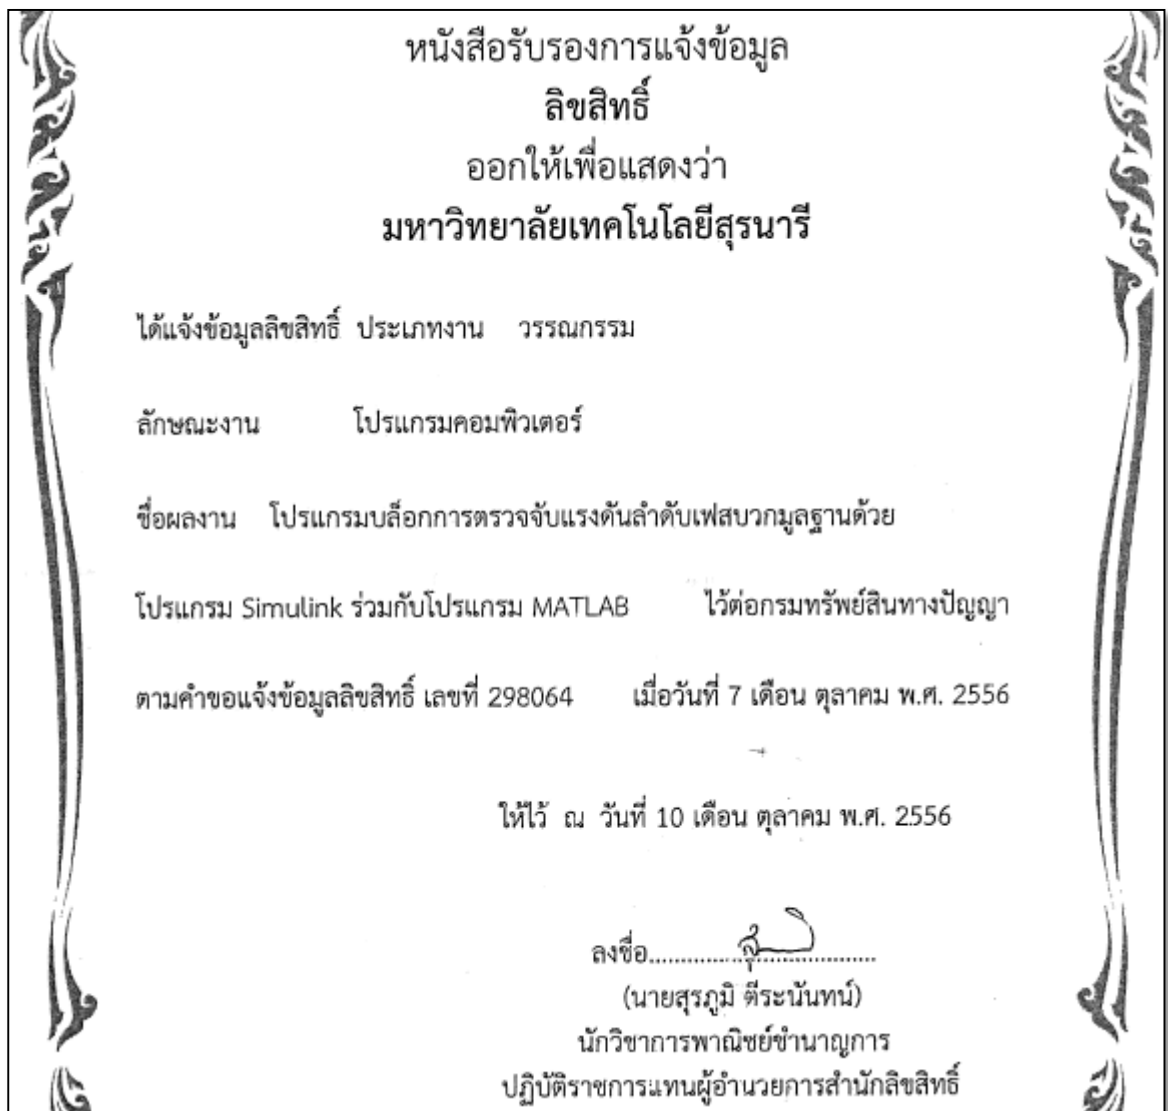 หนังสือรับรองการแจ้งข้อมูล
ลิขสิทธิ์
ออกให้เพื่อแสดงว่า
มหาวิทยาลัยเทคโนโลยีสุรนารี
ได้แจ้งข้อมูลลิขสิทธิ์ ประเภทงาน วรรณกรรม
ลักษณะงาน โปรแกรมคอมพิวเตอร์
ชื่อผลงาน โปรแกรมบล็อกการตรวจจับแรงดันลำดับเฟสบวกมูลฐานด้วย
โปรแกรม Simulink ร่วมกับโปรแกรม MATLAB ไว้ต่อกรมทรัพย์สินทางปัญญา
ตามคำขอแจ้งข้อมูลลิขสิทธิ์ เลขที่ 298064 เมื่อวันที่ 7 เดือน ตุลาคม พ.ศ. 2556
ให้ไว้ ณ วันที่ 10 เดือน ตุลาคม พ.ศ. 2556
ลงชื่อ
(นายสุรภูมิ ตีระนันทน์)
นักวิชาการพาณิชย์ชำนาญการ
ปฏิบัติราชการแทนผู้อำนวยการสำนักลิขสิทธิ์